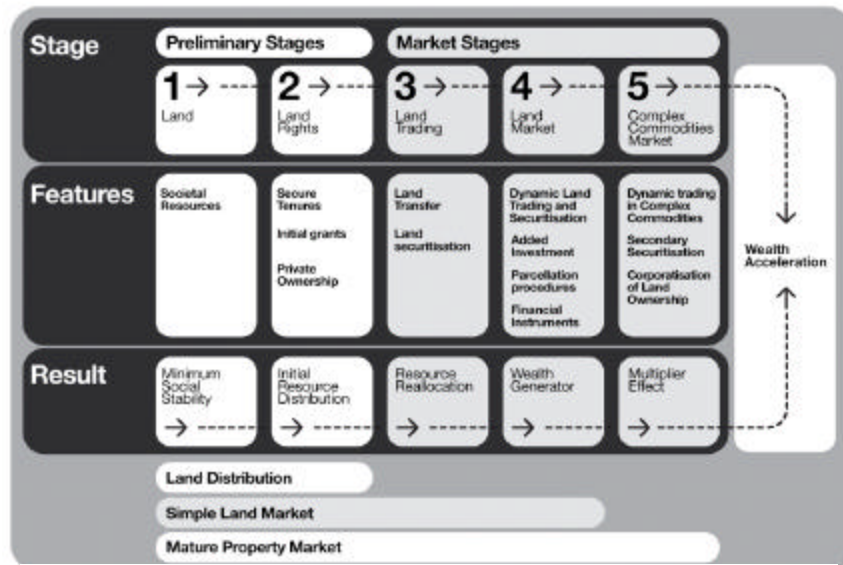 Stage
Preliminary Stages
Market Stages
1
Land
2
Land
Rights
3
Land
Trading
4
Land
Market
5
Complex
Commodities
Market
Features
Societal
Resources
Secure
Tenures
Initial grants
Private
Ownership
Land
Transfer
Land
securitisation
Dynamic Land
Trading and
Securitisation
Added
Investment
Parcellation
procedures
Financial
Instruments
Dynamic trading
in Complex
Commodities
Secondary
Securitisation
Corporatisation
of Land
Ownership
Wealth
Acceleration
Result
Minimum
Social
Stability
Initial
Resource
Distribution
Resource
Reallocation
Wealth
Generator
Multiplier
Effect
Land Distribution
Simple Land Market
Mature Property Market